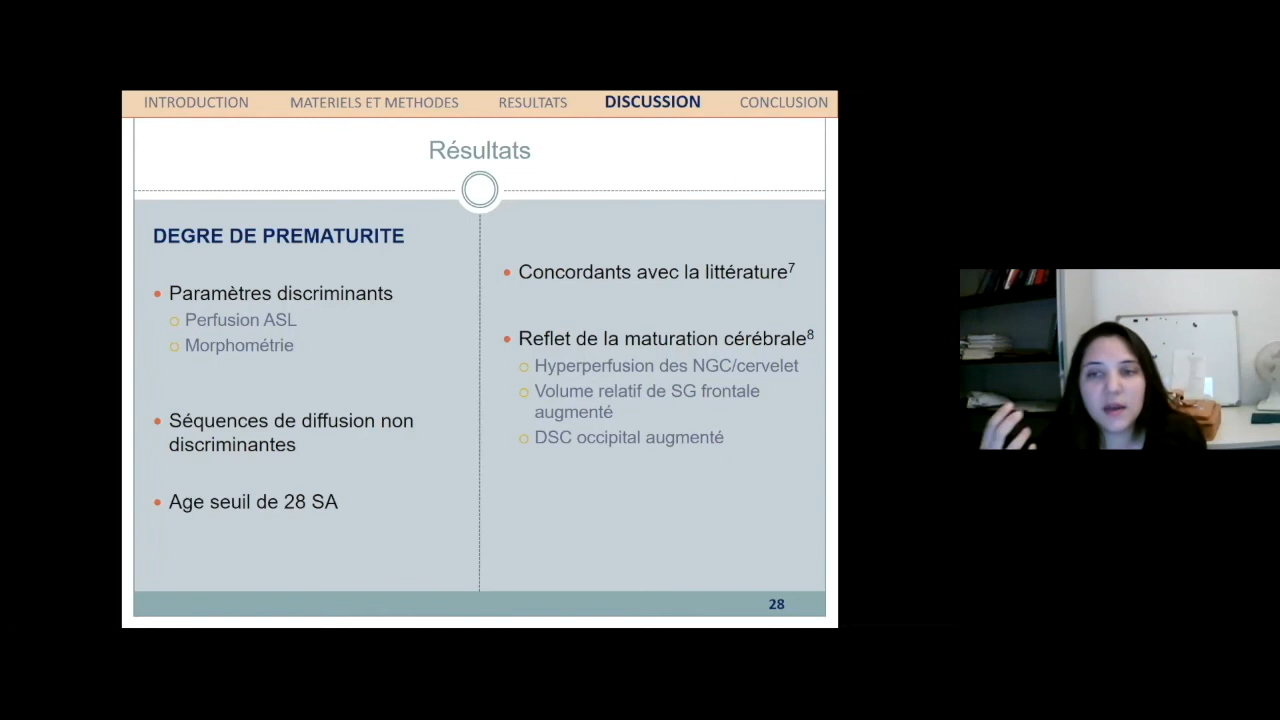 INTRODUCTION MATERIELS ET METHODES RESULTATS DISCUSSION CONCLUSION
Résultats
DEGRE DE PREMATURITE
• Paramètres discriminants
○ Perfusion ASL
○ Morphométrie
• Séquences de diffusion non
discriminantes
• Age seuil de 28 SA
• Concordants avec la littérature⁷
• Reflet de la maturation cérébrale⁸
○ Hyperperfusion des NGC/cervelet
○ Volume relatif de SG frontale
augmenté
○ DSC occipital augmenté
28